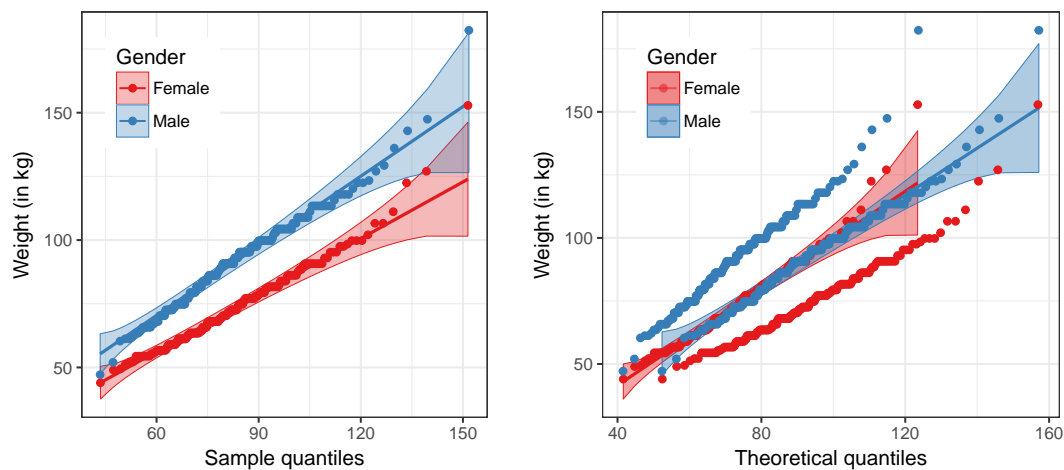 Gender
Female
Male
150
100
50
60
90
120
150
Weight (in kg)
Sample quantiles
Gender
Female
Male
150
100
50
40
80
120
160
Weight (in kg)
Theoretical quantiles